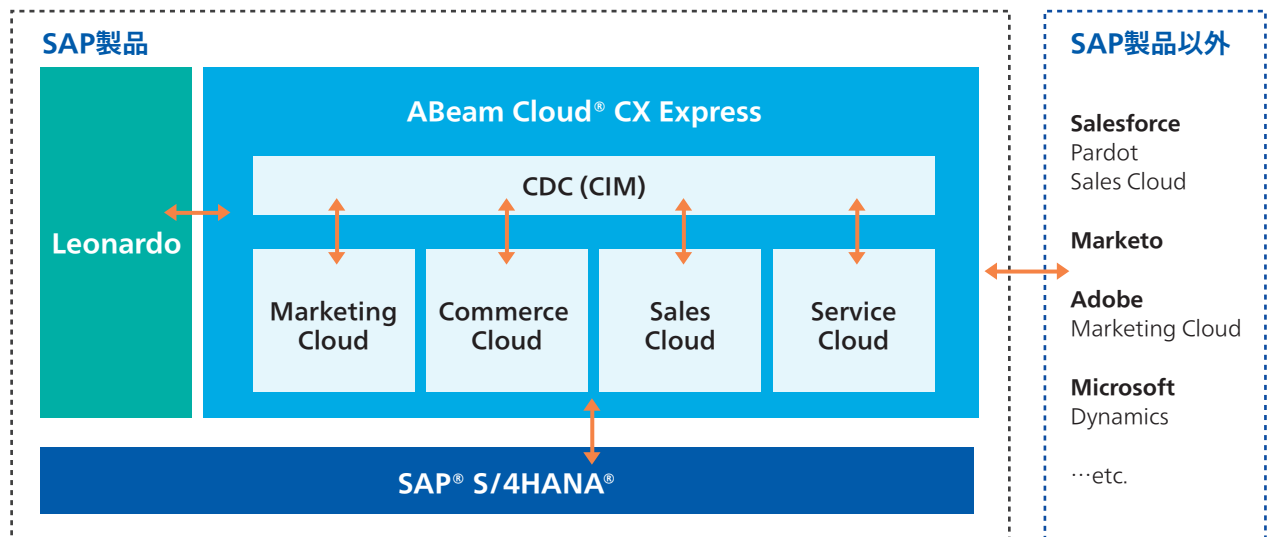 SAP製品
Leonardo
ABeam Cloud® CX Express
CDC (CIM)
Marketing
Cloud
Commerce
Cloud
Sales
Cloud
Service
Cloud
SAP® S/4HANA®
SAP製品以外
Salesforce
Pardot
Sales Cloud
Marketo
Adobe
Marketing Cloud
Microsoft
Dynamics
…etc.